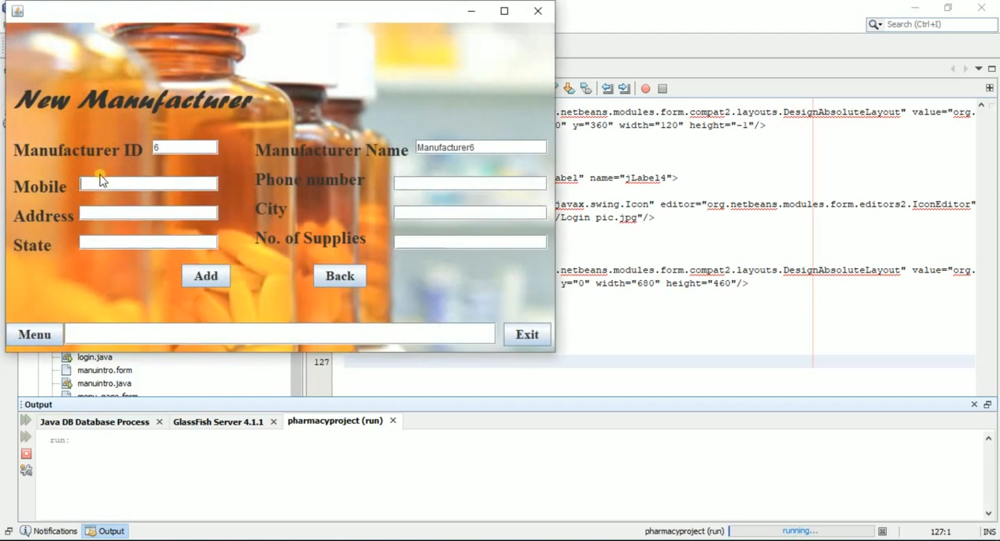 Search (Ctrl+I)
New Manufacturer
Manufacturer ID 6 Manufacturer Name Manufacturer6
Mobile Phone number
Address City
State No. of Supplies
Add Back
Menu Exit
.netbeans.modules.form.compat2.layouts.DesignAbsoluteLayout" value="org.
0" y="360" width="120" height="-1"/>
abel" name="jLabel4">
javax.swing.Icon" editor="org.netbeans.modules.form.editors2.IconEditor"
/Login pic.jpg"/>
.netbeans.modules.form.compat2.layouts.DesignAbsoluteLayout" value="org.
y="0" width="680" height="460"/>
127
login.java
manuintro.form
manuintro.java
menu_page.form
Output
Java DB Database Process GlassFish Server 4.1.1 pharmacyproject (run)
run:
Notifications Output pharmacyproject (run) running... 127:1 INS